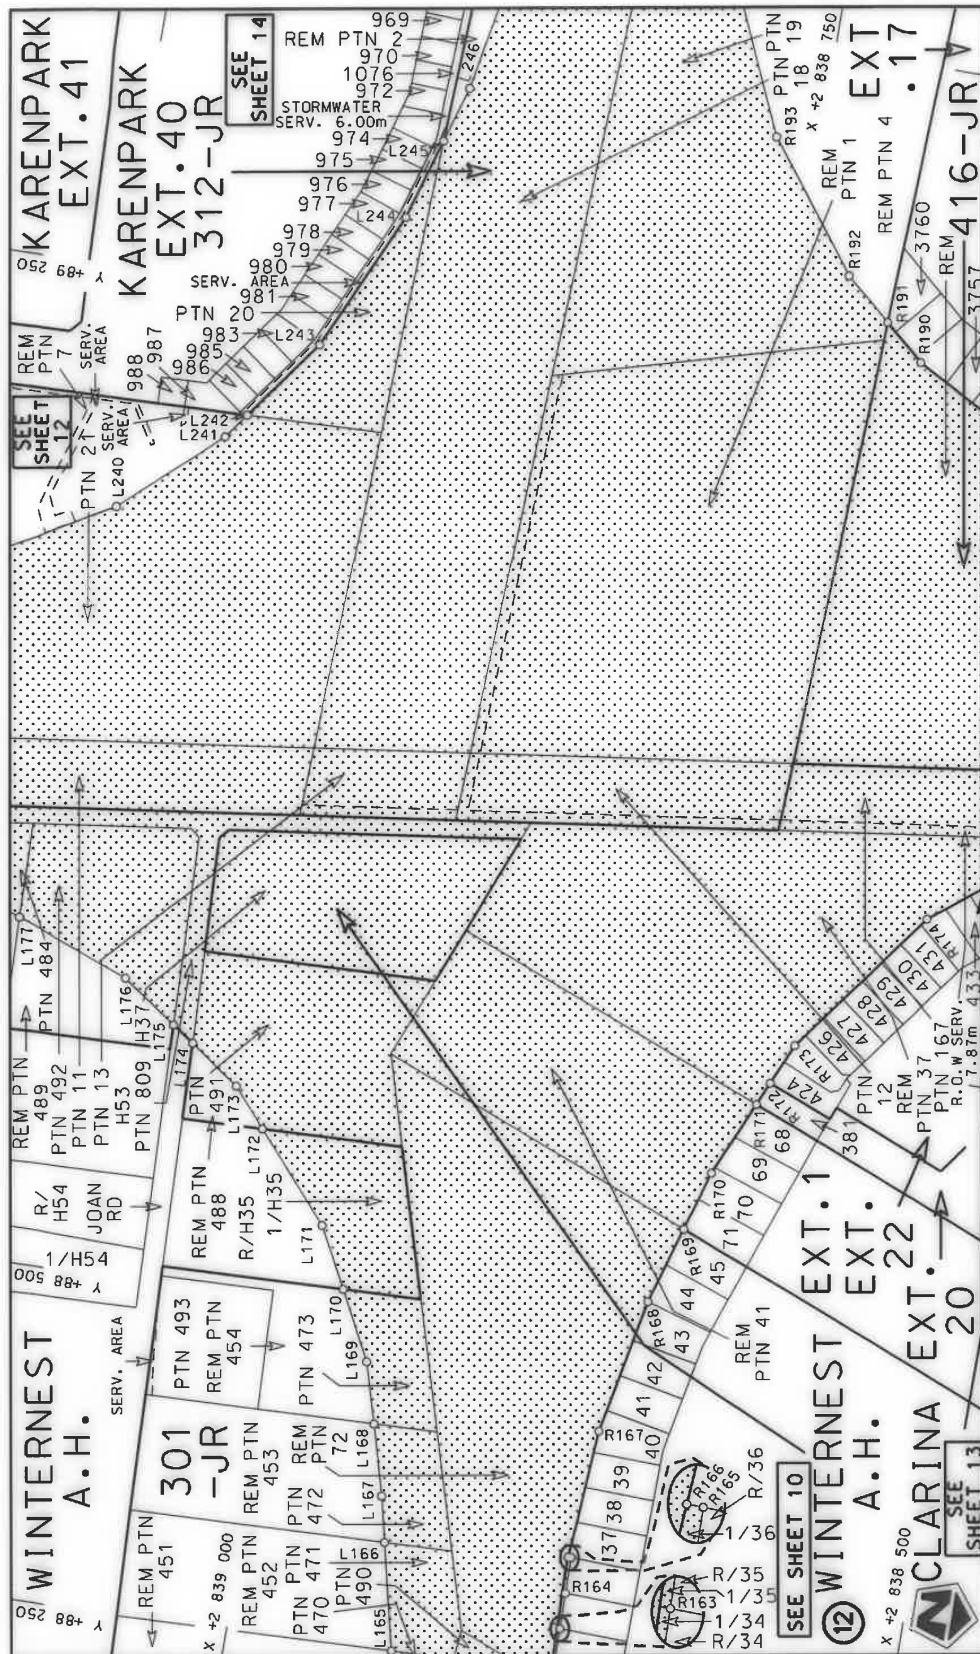 KARENPARK
EXT.41
KARENPARK
EXT.40
312-JR
SEE
SHEET 14
Y +89 250
969
REM PTN 2
970
1076
972
STORMWATER
SERV. 6.00m
974
975
976
977
978
979
980
SERV. AREA
981
PTN 20
983
985
986
987
988
L246
L245
L244
L243
L242
L241
L240
REM
PTN
7
SERV.
AREA
SEE
SHEET
12
PTN 21
SERV.
AREA
PTN
19
PTN
18
R193
X +2 838 750
REM
PTN 1
REM PTN 4
EXT
.17
R192
R191
R190
3760
REM
416-JR
3757
L177
PTN 484
L176
H37
L175
L174
REM PTN
489
PTN 492
PTN 11
PTN 13
H53
PTN 809
PTN
491
L173
L172
R/
H54
JOAN
RD
1/H54
Y +88 500
REM PTN
488
R/H35
1/H35
L171
L170
L169
L168
L167
L166
L165
WINTERNEST
A.H.
SERV. AREA
PTN 493
REM PTN
454
PTN 473
301
-JR
REM PTN
453
REM
PTN
72
PTN
472
REM PTN
451
REM PTN
452
PTN
471
PTN
470
PTN
490
X +2 839 000
Y +88 250
R174
431
430
429
428
427
426
R173
424
R172
R171
68
381
69
70
R170
71
R169
45
44
R168
43
42
41
R167
40
39
38
37
R164
PTN
12
REM
PTN 37
PTN 167
R.O.W SERV.
7.87m
433
REM
PTN 41
R166
R165
R/36
1/36
R/35
1/35
R163
1/34
R/34
SEE SHEET 10
12
WINTERNEST EXT.1
A.H. EXT.
CLARINA EXT.22
20
SEE
SHEET 13
X +2 838 500
N